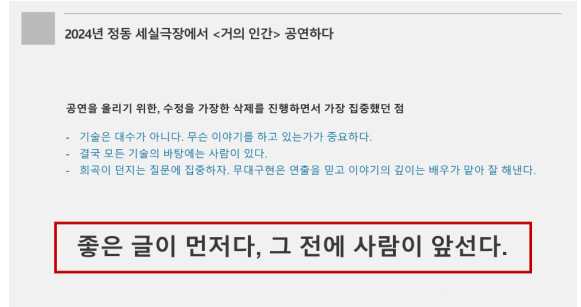 2024년 정동 세실극장에서 <거의 인간> 공연하다
공연을 올리기 위한, 수정을 가장한 삭제를 진행하면서 가장 집중했던 점
- 기술은 대수가 아니다. 무슨 이야기를 하고 있는가가 중요하다.
- 결국 모든 기술의 바탕에는 사람이 있다.
- 희곡이 던지는 질문에 집중하자. 무대구현은 연출을 믿고 이야기의 깊이는 배우가 맡아 잘 해낸다.
좋은 글이 먼저다, 그 전에 사람이 앞선다.